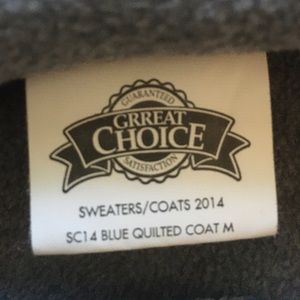 GUARANTEED
GRREAT
CHOICE
SATISFACTION
SWEATERS/COATS 2014
SC14 BLUE QUILTED COAT M